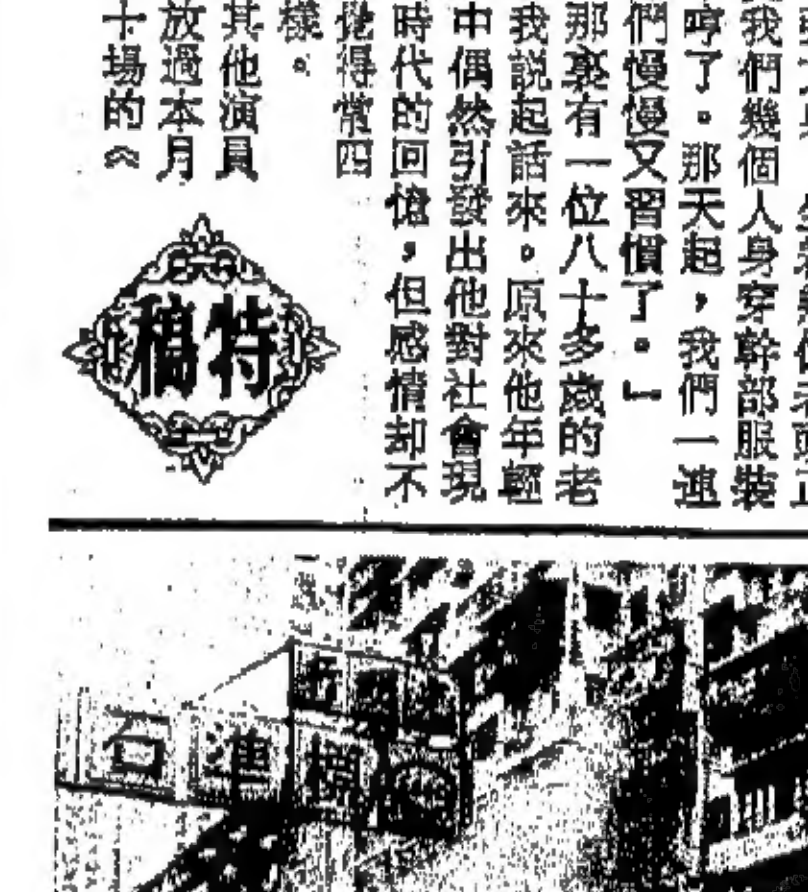 我們幾個人身穿幹部服裝
哼了。那天起，我們一連
們慢慢又習慣了。」
那裏有一位八十多歲的老
我說起話來。原來他年輕
中偶然引發出他對社會現
時代的回憶，但感情却不
覺得常四
樣。
其他演員
放過本月
十場的《
特稿
石準標